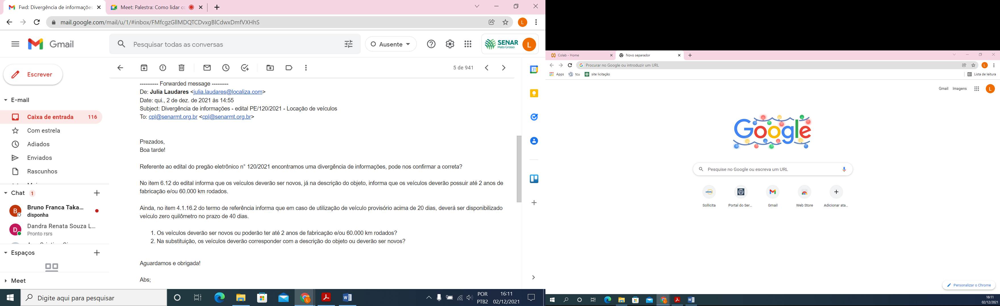 Fwd: Divergência de informações
Meet: Palestra: Como lidar co
mail.google.com/mail/u/1/#inbox/FMfcgzGllMDQTCDvxgBlCdwxDmfVXHhS
L
Gmail
Pesquisar todas as conversas
Ausente
SENAR
Mato Grosso
L
Escrever
5 de 941
E-mail
Caixa de entrada 116
Com estrela
Adiados
Enviados
Rascunhos
Chat 1
B
Bruno Franca Taka...
disponha
D
Dandra Renata Souza L...
Pronto rsrs
Espaços
Meet
---------- Forwarded message ---------
De: Julia Laudares <julia.laudares@localiza.com>
Date: qui., 2 de dez. de 2021 às 14:55
Subject: Divergência de informações - edital PE/120/2021 - Locação de veículos
To: cpl@senarmt.org.br <cpl@senarmt.org.br>
Prezados,
Boa tarde!
Referente ao edital do pregão eletrônico n° 120/2021 encontramos uma divergência de informações, pode nos confirmar a correta?
No item 6.12 do edital informa que os veículos deverão ser novos, já na descrição do objeto, informa que os veículos deverão possuir até 2 anos de
fabricação e/ou 60.000 km rodados.
Ainda, no item 4.1.16.2 do termo de referência informa que em caso de utilização de veículo provisório acima de 20 dias, deverá ser disponibilizado
veículo zero quilômetro no prazo de 40 dias.
1. Os veículos deverão ser novos ou poderão ter até 2 anos de fabricação e/ou 60.000 km rodados?
2. Na substituição, os veículos deverão corresponder com a descrição do objeto ou deverão ser novos?
Aguardamos e obrigada!
Abs;
31
Digite aqui para pesquisar
L
W
POR
PTB2
16:11
02/12/2021
Colab - Home
Novo separador
Procurar no Google ou introduzir um URL
L
Apps
tcu
site licitação
Lista de leitura
Gmail
Imagens
L
Google
Pesquise no Google ou escreva um URL
Sollicita
Portal do Ser...
Gmail
Web Store
Adicionar ata...
Personalizar o Chrome
L
W
16:11
02/12/2021